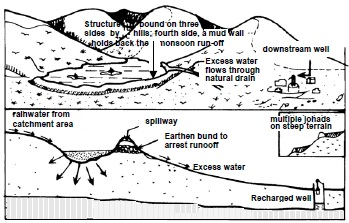 Structure bound on three
sides by hills; fourth side, a mud wall
holds back the monsoon run-off
downstream well
Excess water
flows through
natural drain
railwater from
catchment area
spillway
multiple johads
on steep terrain
Earthen bund to
arrest runooff
Excess water
Recharged well